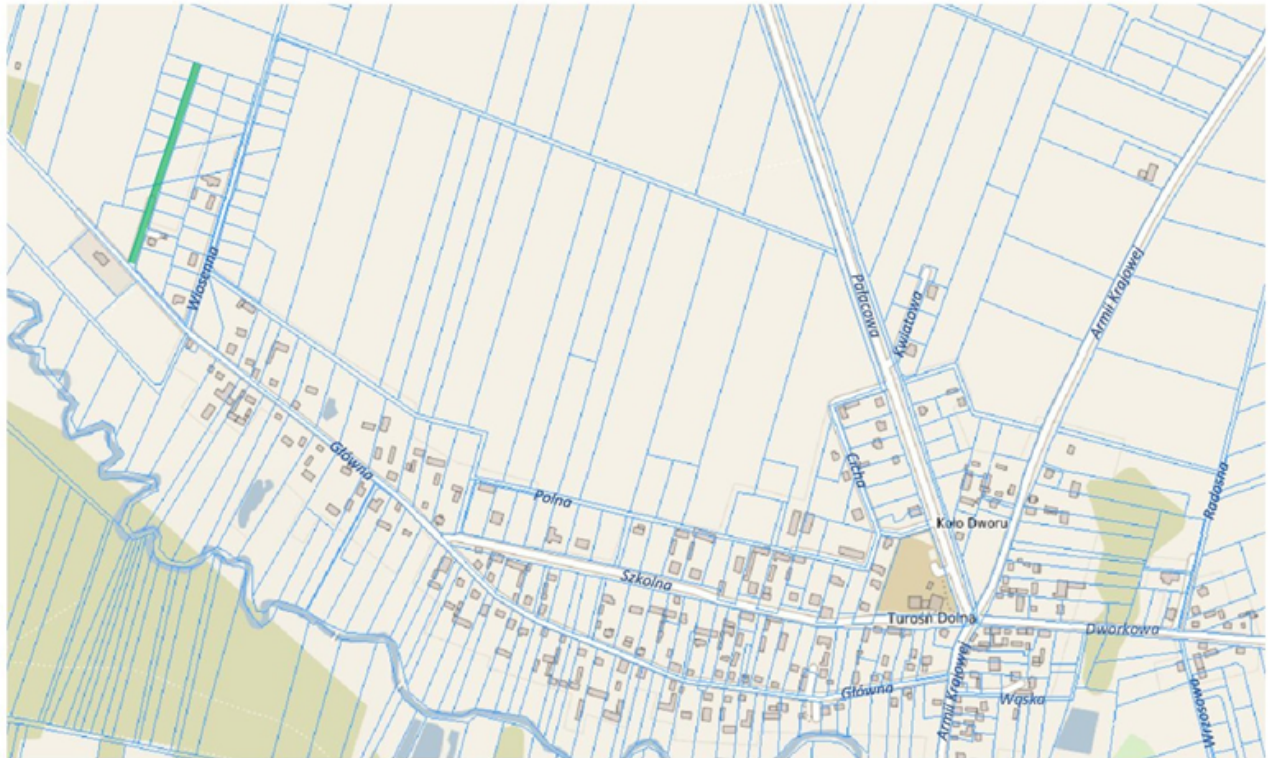 Wiosenna
Pałacowa
Kwiatowa
Armii Krajowej
Główna
Cicha
Radosna
Polna
Koło Dworu
Szkolna
Turośń Dolna
Dworkowa
Armii Krajowej
Główna
Wąska
Wrzosowa